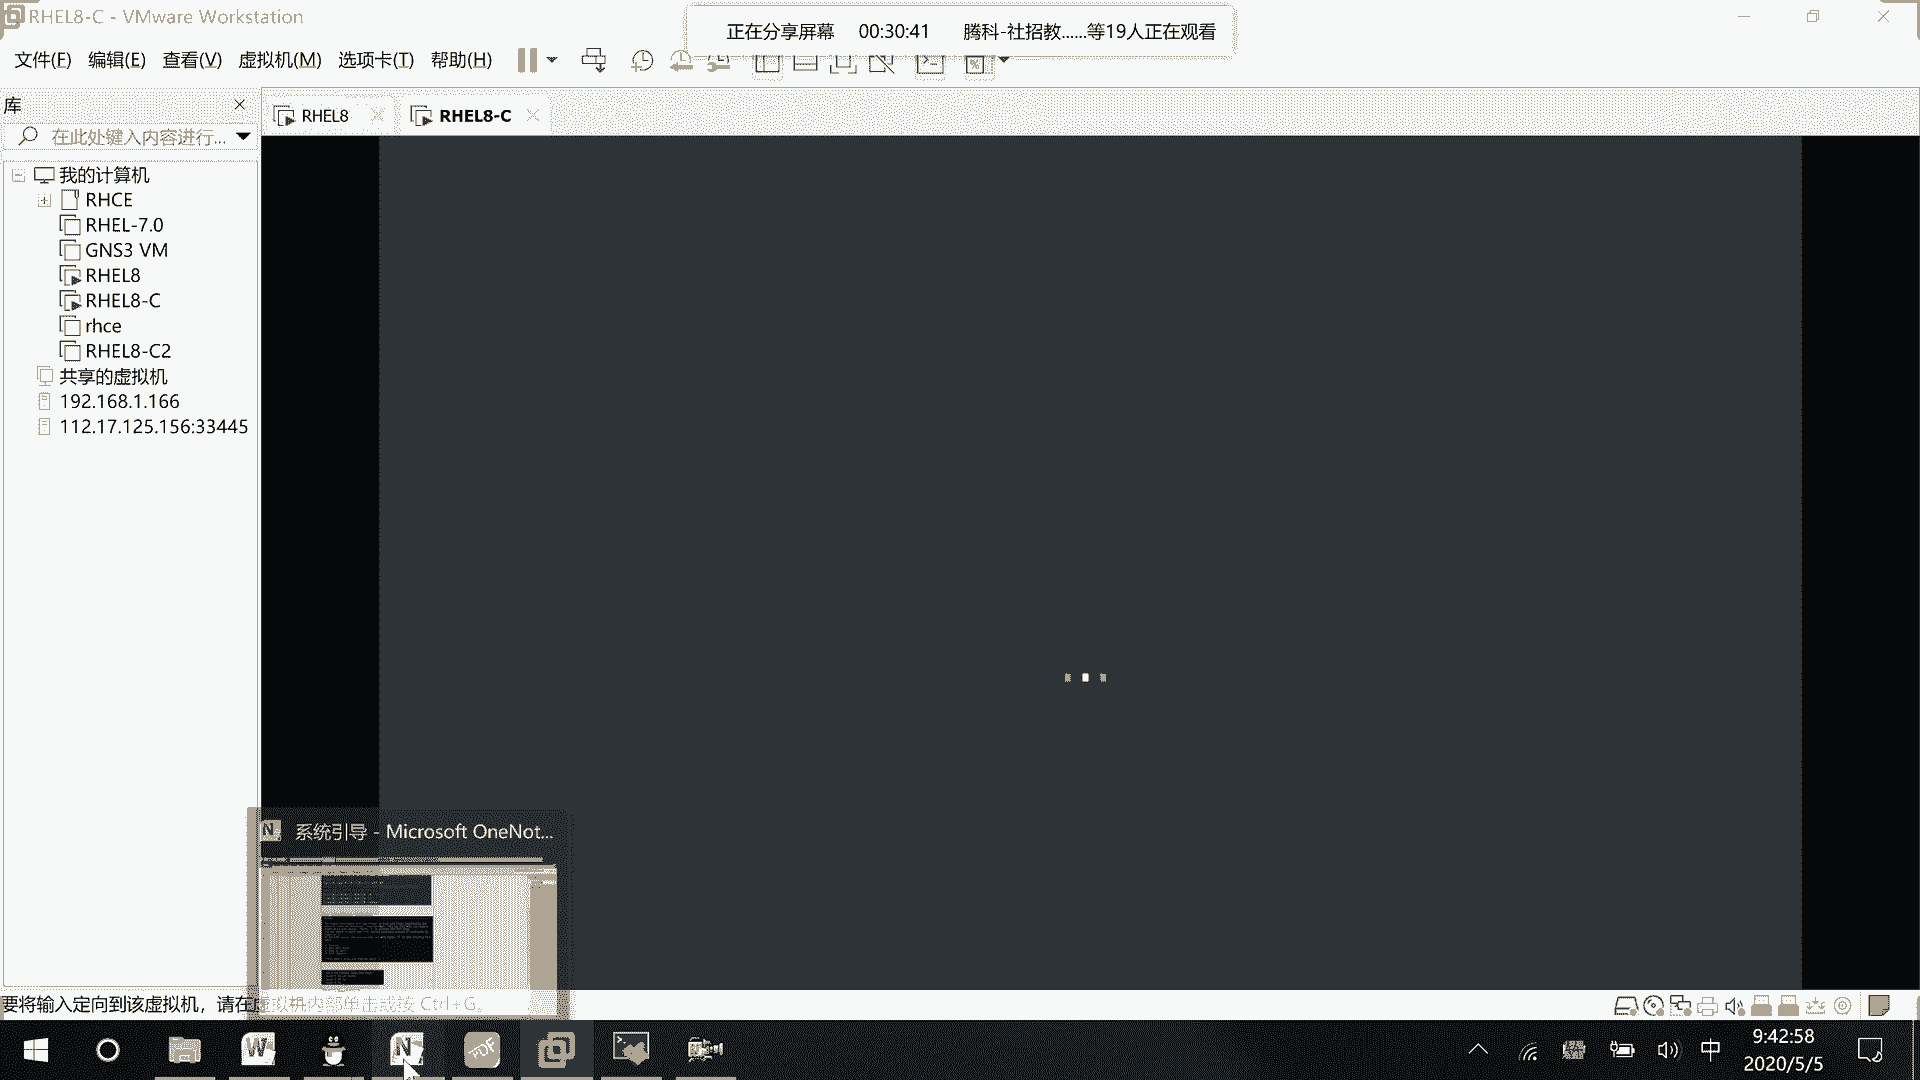 RHEL8-C - VMware Workstation
正在分享屏幕 00:30:41 腾科-社招教......等19人正在观看
文件(F) 编辑(E) 查看(V) 虚拟机(M) 选项卡(T) 帮助(H)
库
RHEL8
RHEL8-C
在此处键入内容进行...
我的计算机
RHCE
RHEL-7.0
GNS3 VM
RHEL8
RHEL8-C
rhce
RHEL8-C2
共享的虚拟机
192.168.1.166
112.17.125.156:33445
系统引导 - Microsoft OneNot...
要将输入定向到该虚拟机，请在虚拟机内部单击或按 Ctrl+G。
中
9:42:58
2020/5/5